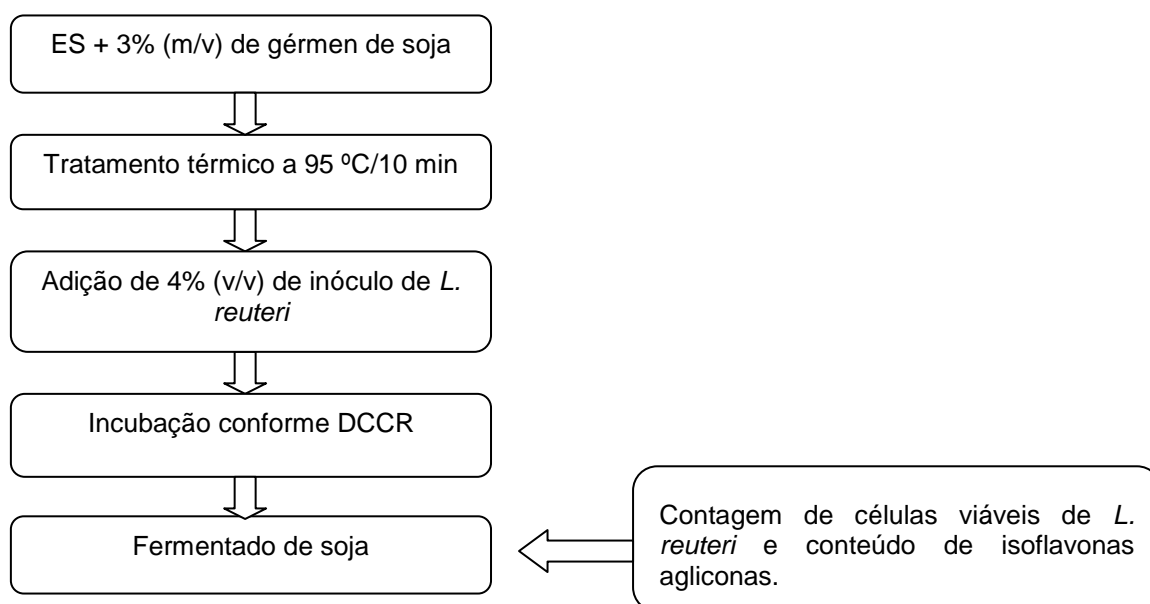 ES + 3% (m/v) de gérmen de soja
Tratamento térmico a 95 ºC/10 min
Adição de 4% (v/v) de inóculo de L.
reuteri
Incubação conforme DCCR
Fermentado de soja
Contagem de células viáveis de L.
reuteri e conteúdo de isoflavonas
agliconas.